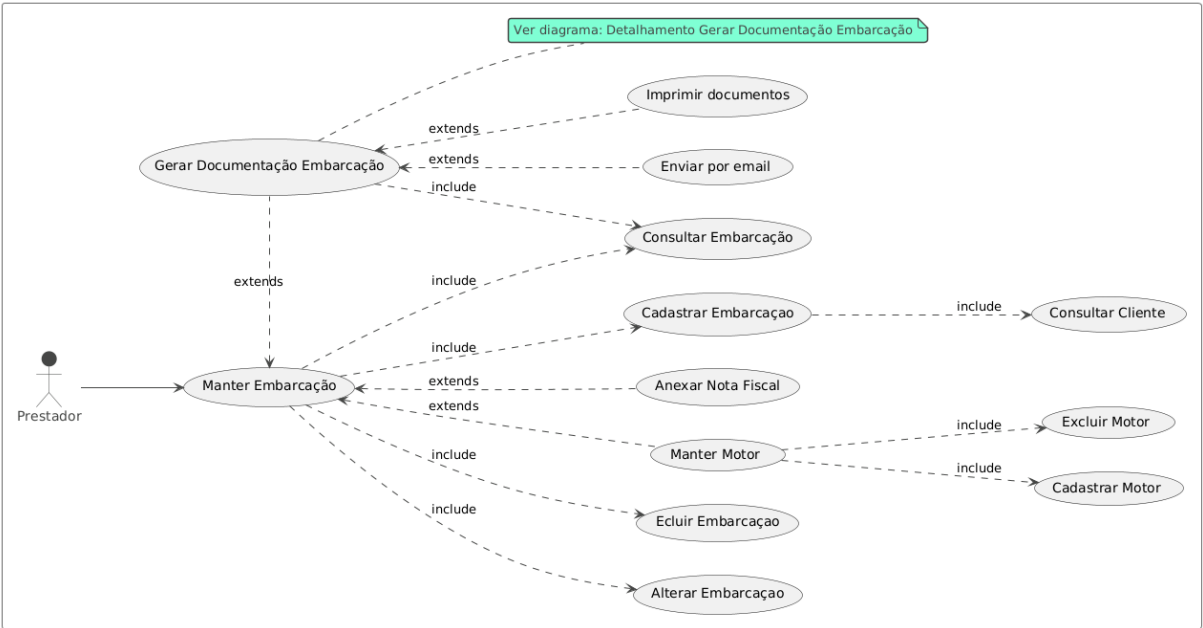 Ver diagrama: Detalhamento Gerar Documentação Embarcação
Imprimir documentos
extends
Gerar Documentação Embarcação
extends
Enviar por email
include
Consultar Embarcação
extends
include
Cadastrar Embarcaçao
include
Consultar Cliente
include
Prestador
Manter Embarcação
extends
Anexar Nota Fiscal
extends
Manter Motor
include
Excluir Motor
include
Cadastrar Motor
include
Ecluir Embarcaçao
include
Alterar Embarcaçao